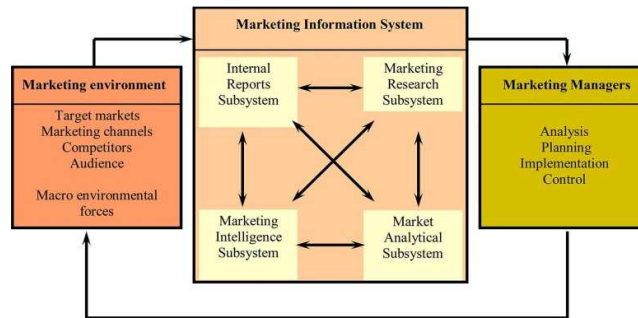 Marketing Information System
Marketing environment
Target markets
Marketing channels
Competitors
Audience
Macro environmental
forces
Internal
Reports
Subsystem
Marketing
Research
Subsystem
Marketing
Intelligence
Subsystem
Market
Analytical
Subsystem
Marketing Managers
Analysis
Planning
Implementation
Control